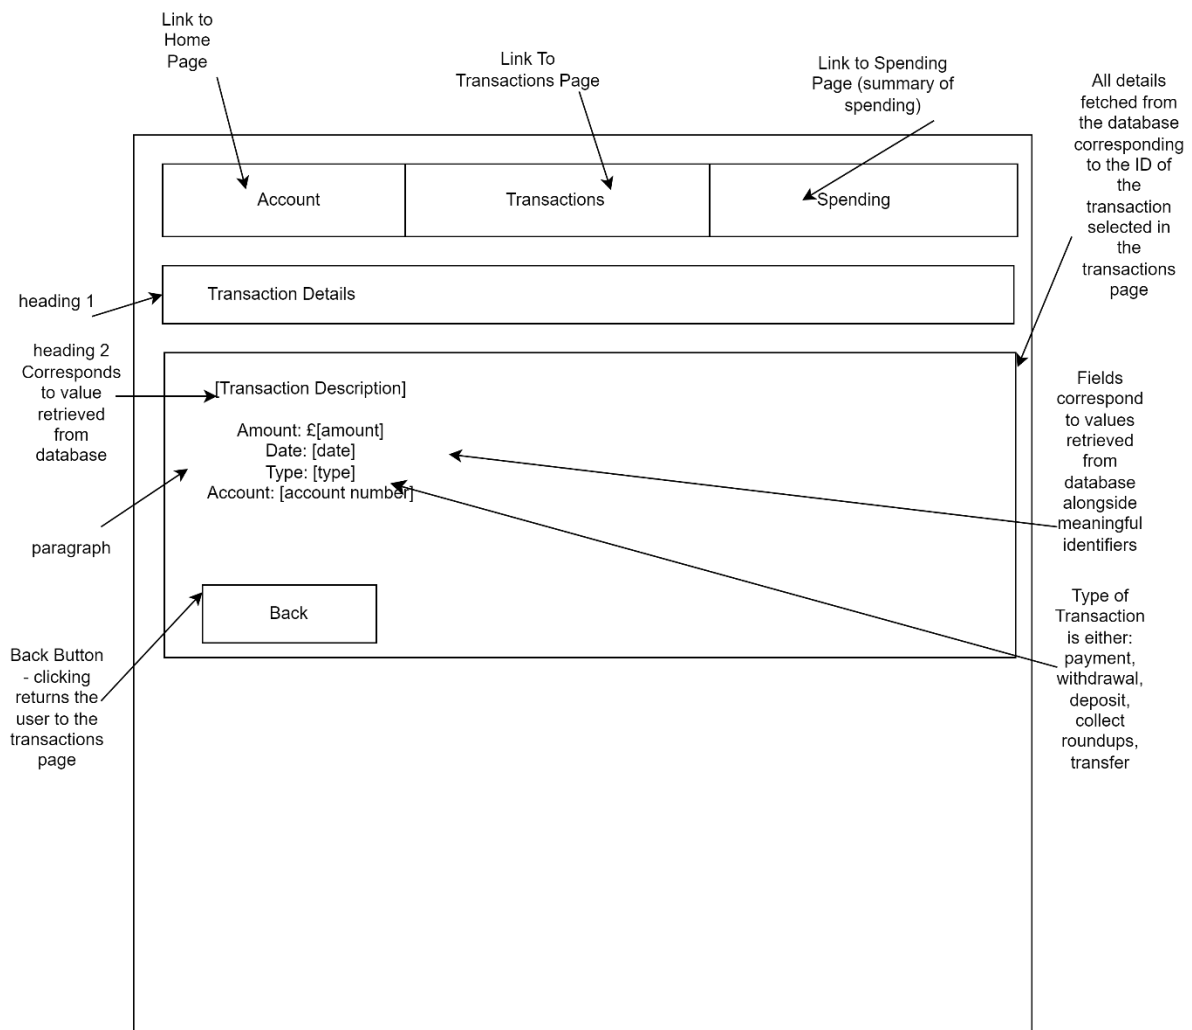 Link to
Home
Page
Link To
Transactions Page
Link to Spending
Page (summary of
spending)
All details
fetched from
the database
corresponding
to the ID of
the
transaction
selected in
the
transactions
page
Account
Transactions
Spending
heading 1
Transaction Details
heading 2
Corresponds
to value
retrieved
from
database
[Transaction Description]
Amount: £[amount]
Date: [date]
Type: [type]
Account: [account number]
Fields
correspond
to values
retrieved
from
database
alongside
meaningful
identifiers
paragraph
Back
Back Button
- clicking
returns the
user to the
transactions
page
Type of
Transaction
is either:
payment,
withdrawal,
deposit,
collect
roundups,
transfer